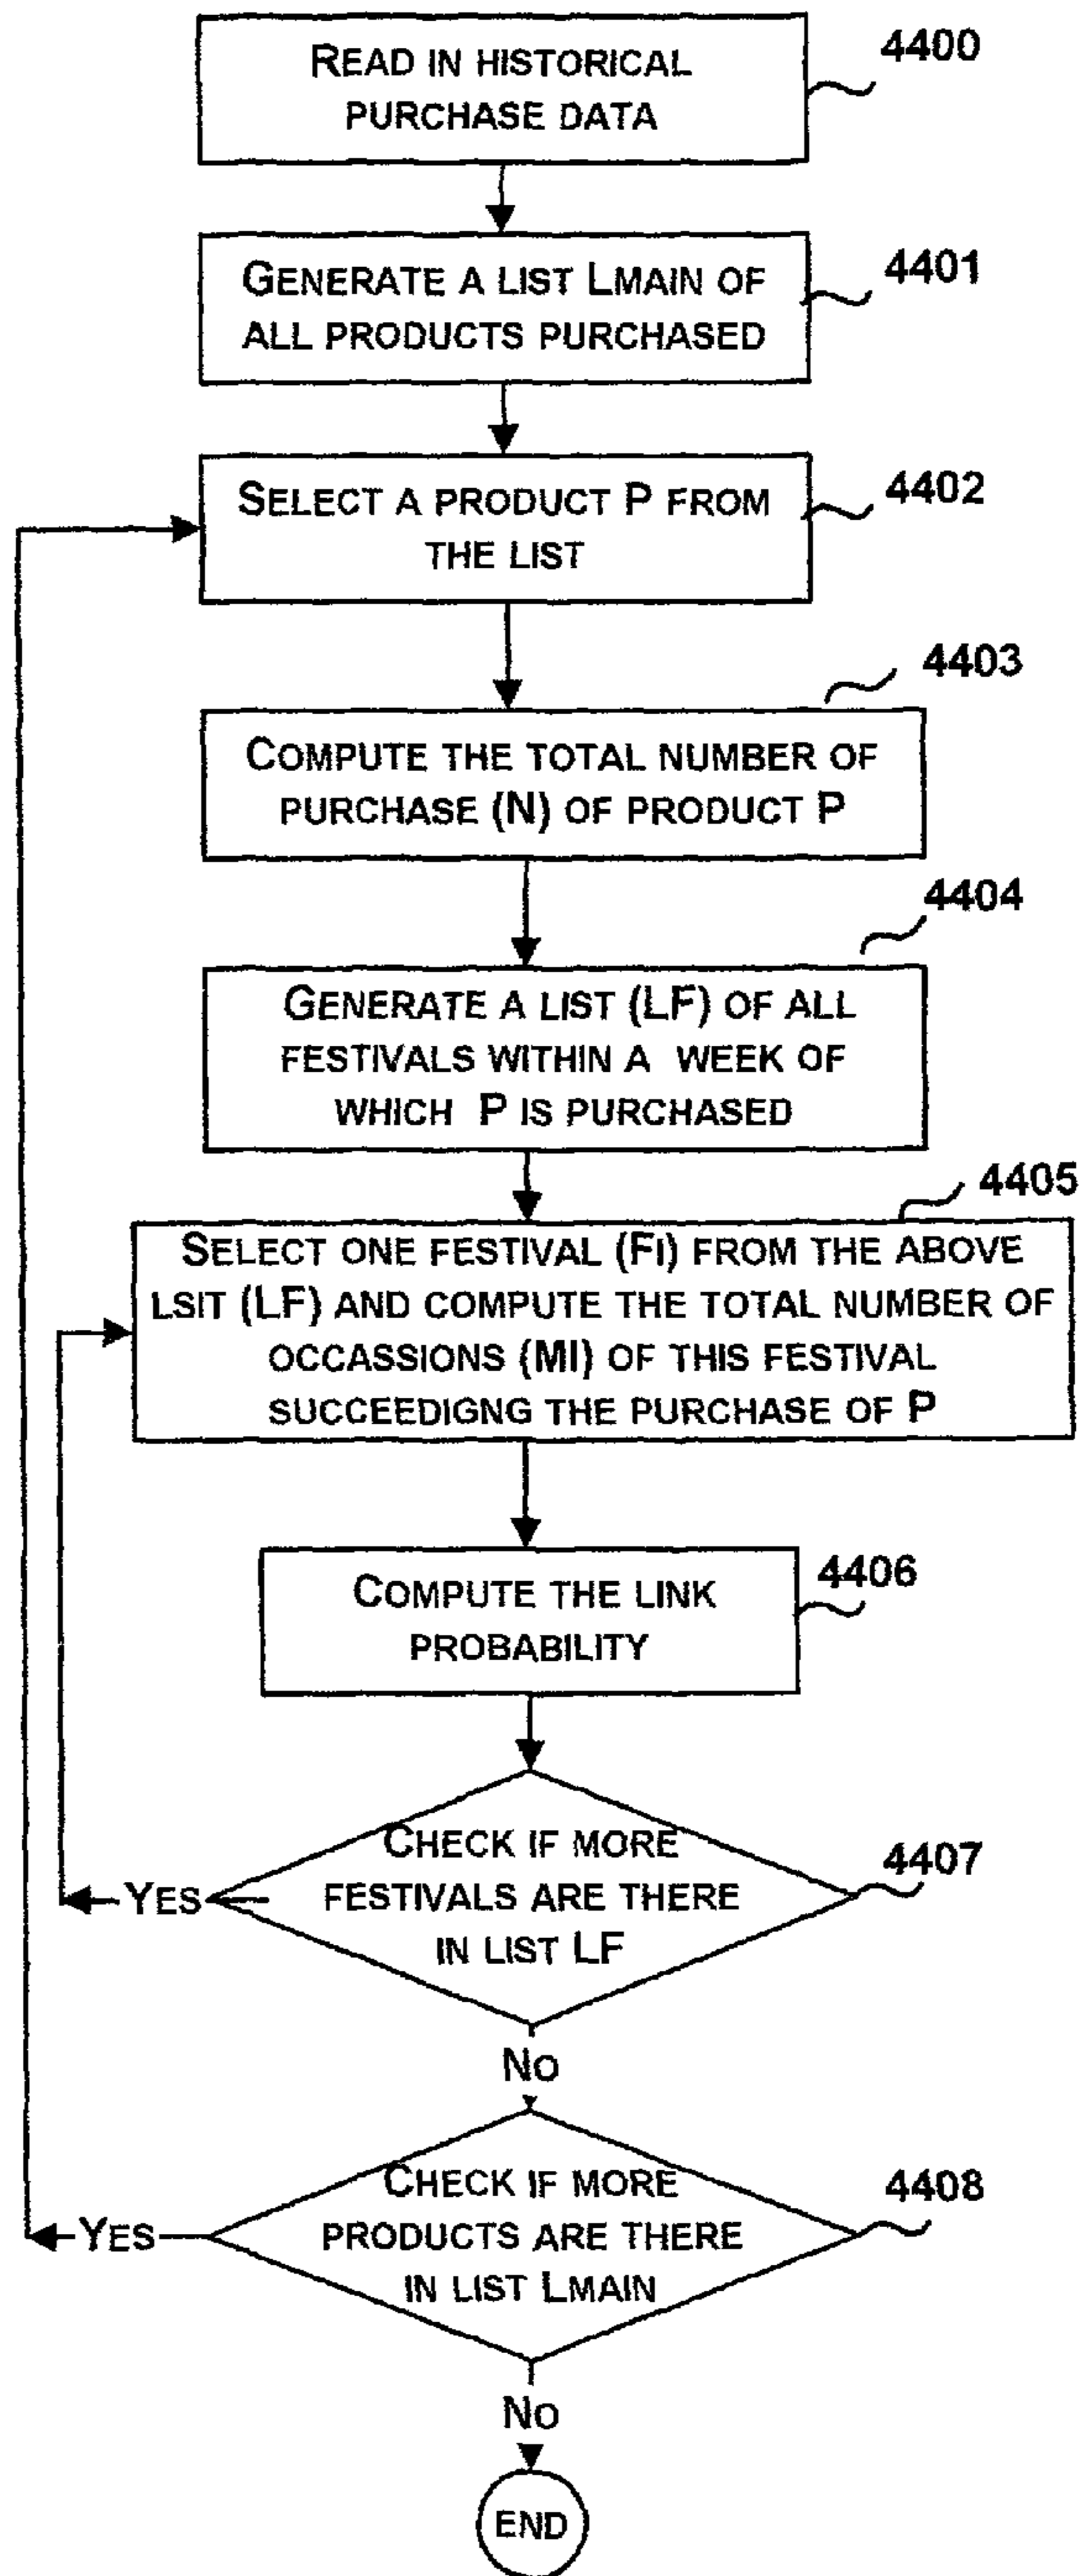 READ IN HISTORICAL
PURCHASE DATA
4400
GENERATE A LIST LMAIN OF
ALL PRODUCTS PURCHASED
4401
SELECT A PRODUCT P FROM
THE LIST
4402
4403
COMPUTE THE TOTAL NUMBER OF
PURCHASE (N) OF PRODUCT P
4404
GENERATE A LIST (LF) OF ALL
FESTIVALS WITHIN A WEEK OF
WHICH P IS PURCHASED
4405
SELECT ONE FESTIVAL (FI) FROM THE ABOVE
LSIT (LF) AND COMPUTE THE TOTAL NUMBER OF
OCCASSIONS (MI) OF THIS FESTIVAL
SUCCEEDIGNG THE PURCHASE OF P
COMPUTE THE LINK
PROBABILITY
4406
CHECK IF MORE
FESTIVALS ARE THERE
IN LIST LF
4407
YES
NO
CHECK IF MORE
PRODUCTS ARE THERE
IN LIST LMAIN
4408
YES
NO
END